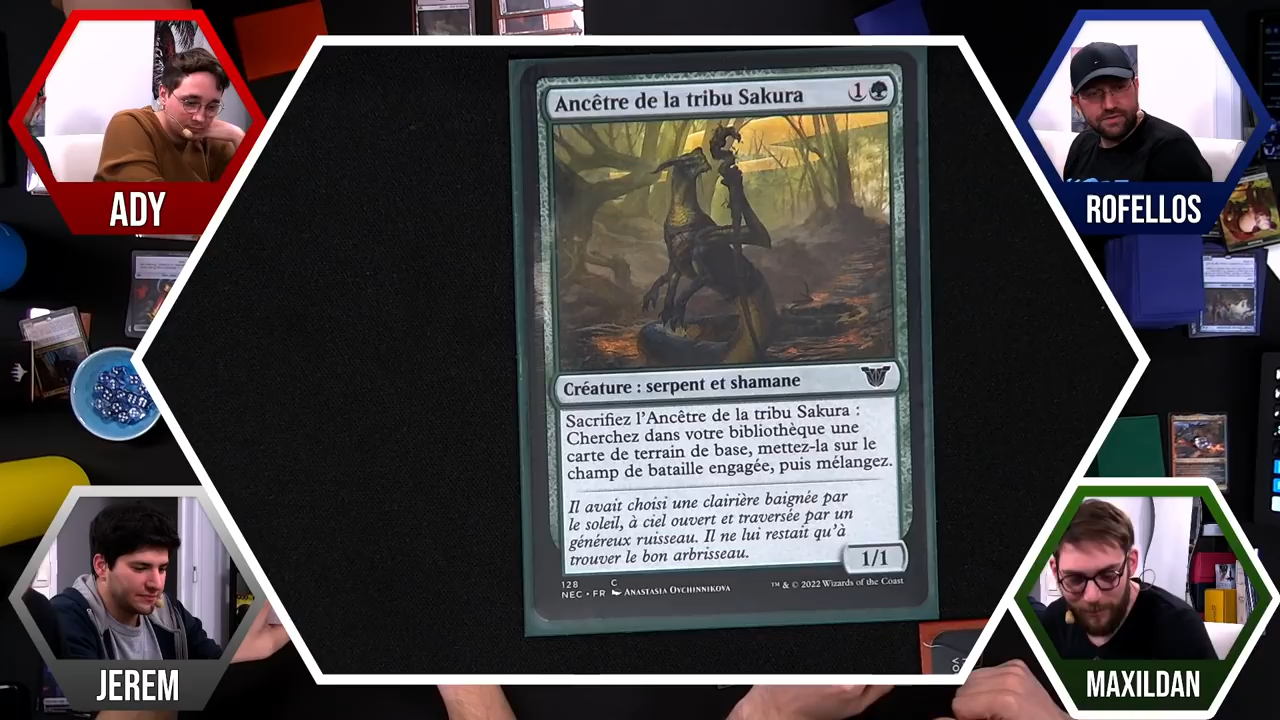 ADY
ROFELLOS
JEREM
MAXILDAN
Ancêtre de la tribu Sakura
1
Créature : serpent et shamane
Sacrifiez l'Ancêtre de la tribu Sakura :
Cherchez dans votre bibliothèque une
carte de terrain de base, mettez-la sur le
champ de bataille engagée, puis mélangez.
Il avait choisi une clairière baignée par
le soleil, à ciel ouvert et traversée par un
généreux ruisseau. Il ne lui restait qu'à
trouver le bon arbrisseau.
1/1
128 C
NEC • FR Anastasia Ovchinnikova
™ & © 2022 Wizards of the Coast